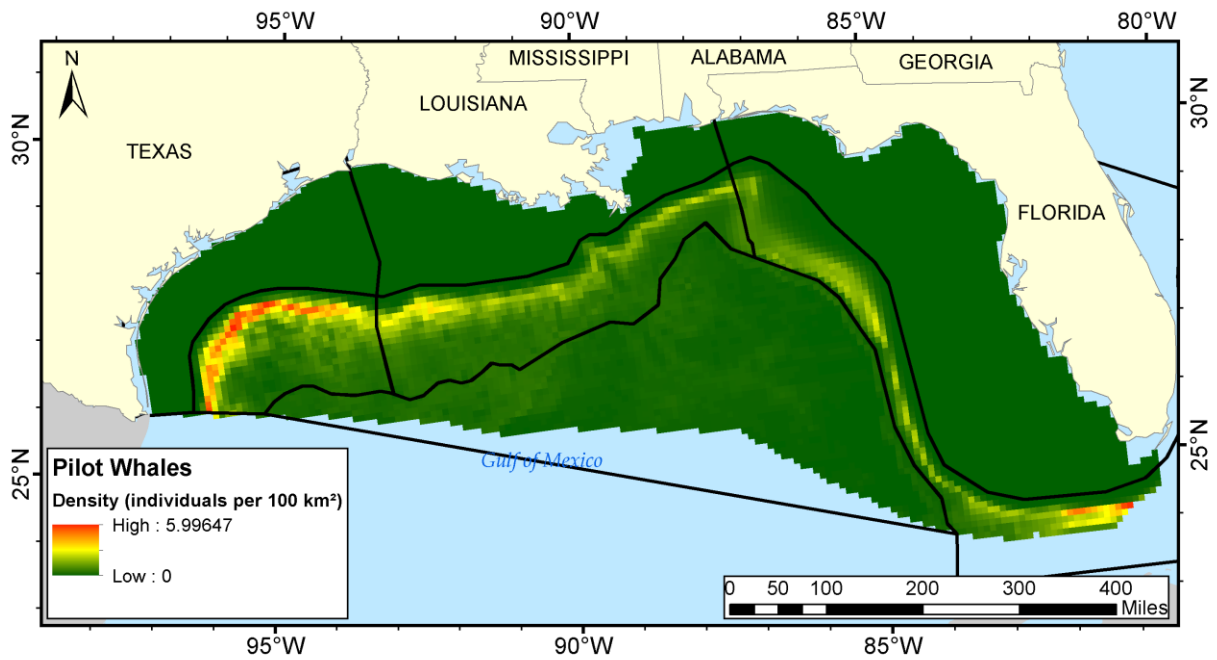 95°W 90°W 85°W 80°W
N
MISSISSIPPI ALABAMA GEORGIA
LOUISIANA
30°N 30°N
TEXAS
FLORIDA
25°N 25°N
Gulf of Mexico
Pilot Whales
Density (individuals per 100 km²)
High : 5.99647
Low : 0
0 50 100 200 300 400
Miles
95°W 90°W 85°W